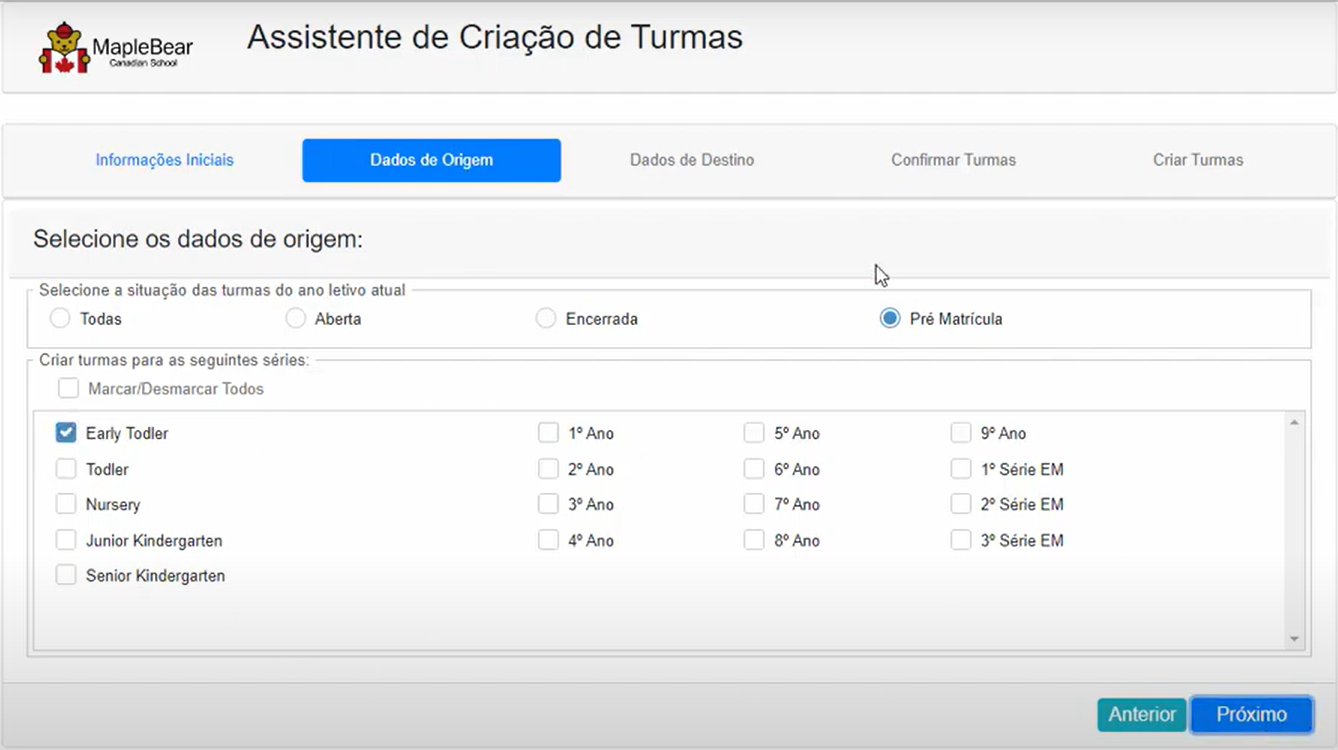 MapleBear
Canadian School
Assistente de Criação de Turmas
Informações Iniciais
Dados de Origem
Dados de Destino
Confirmar Turmas
Criar Turmas
Selecione os dados de origem:
Selecione a situação das turmas do ano letivo atual
Todas
Aberta
Encerrada
Pré Matrícula
Criar turmas para as seguintes séries:
Marcar/Desmarcar Todos
Early Todler
1º Ano
5º Ano
9º Ano
Todler
2º Ano
6º Ano
1º Série EM
Nursery
3º Ano
7º Ano
2º Série EM
Junior Kindergarten
4º Ano
8º Ano
3º Série EM
Senior Kindergarten
Anterior
Próximo